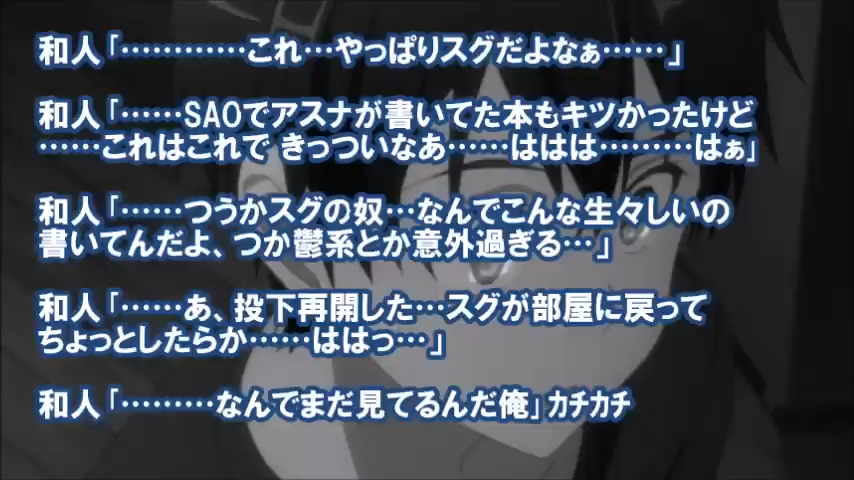 和人「…………これ…やっぱりスグだよなぁ……」
和人「……SAOでアスナが書いてた本もキツかったけど
……これはこれで きっついなあ……ははは………はぁ」
和人「……つうかスグの奴…なんでこんな生々しいの
書いてんだよ、つか鬱系とか意外過ぎる…」
和人「……あ、投下再開した…スグが部屋に戻って
ちょっとしたらか……ははっ…」
和人「………なんでまだ見てるんだ俺」カチカチ